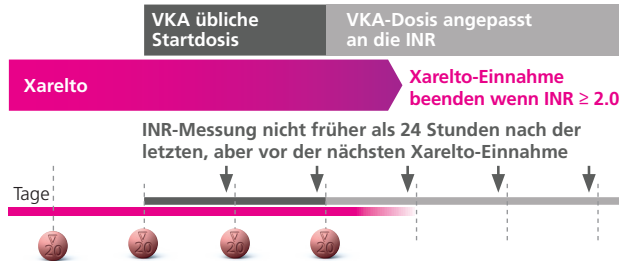 VKA übliche
Startdosis
VKA-Dosis angepasst
an die INR
Xarelto
Xarelto-Einnahme
beenden wenn INR ≥ 2.0
INR-Messung nicht früher als 24 Stunden nach der
letzten, aber vor der nächsten Xarelto-Einnahme
Tage
20
20
20
20